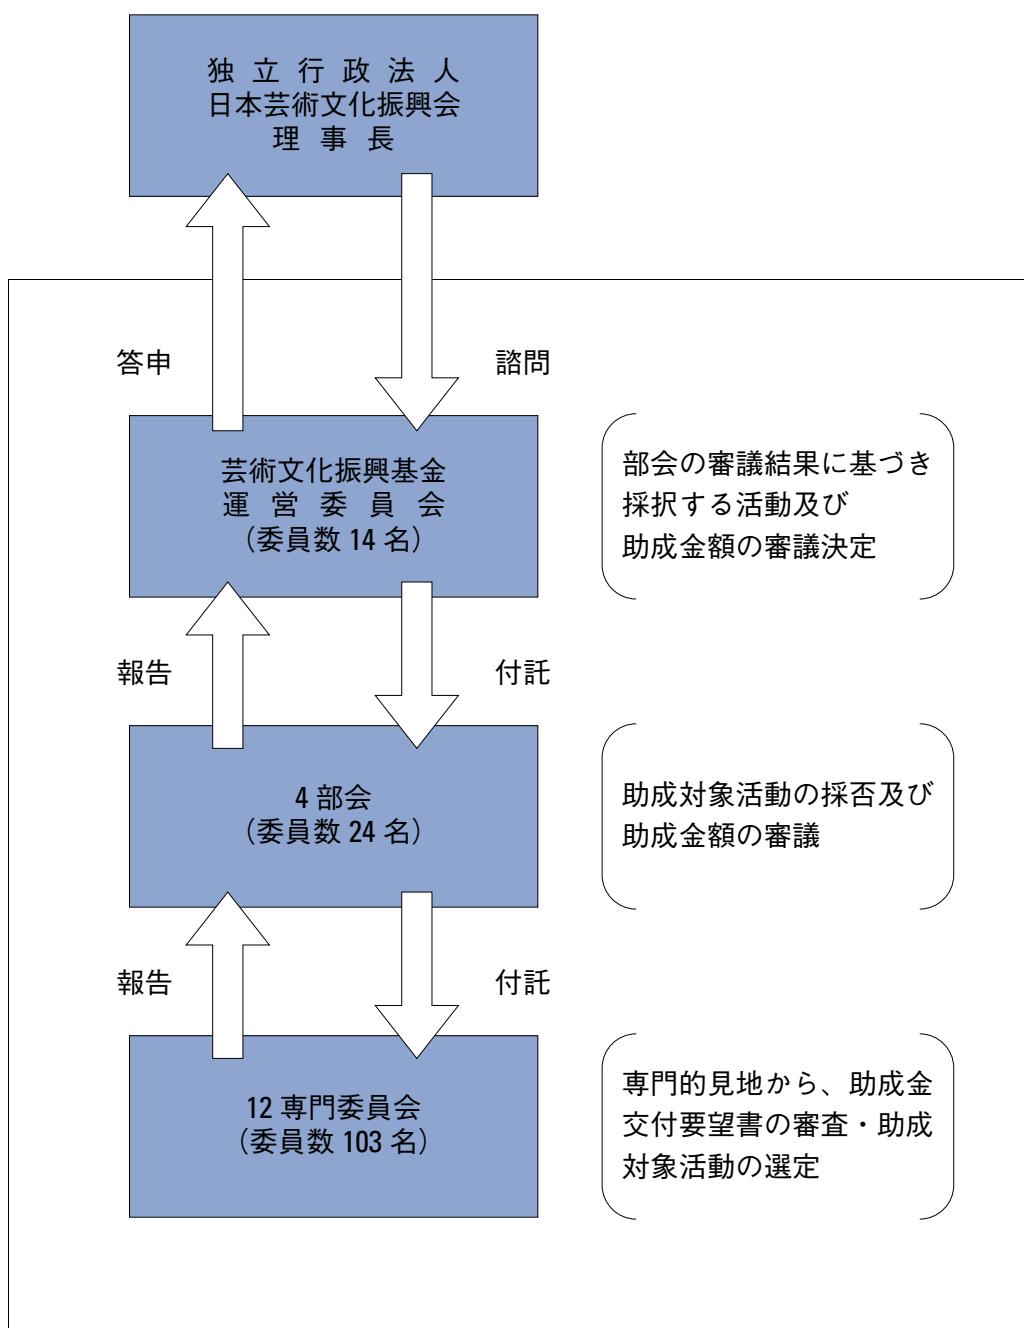 独立行政法人
日本芸術文化振興会
理事長
答申
諮問
芸術文化振興基金
運営委員会
（委員数 14 名）
部会の審議結果に基づき
採択する活動及び
助成金額の審議決定
報告
付託
4 部会
（委員数 24 名）
助成対象活動の採否及び
助成金額の審議
報告
付託
12 専門委員会
（委員数 103 名）
専門的見地から、助成金
交付要望書の審査・助成
対象活動の選定